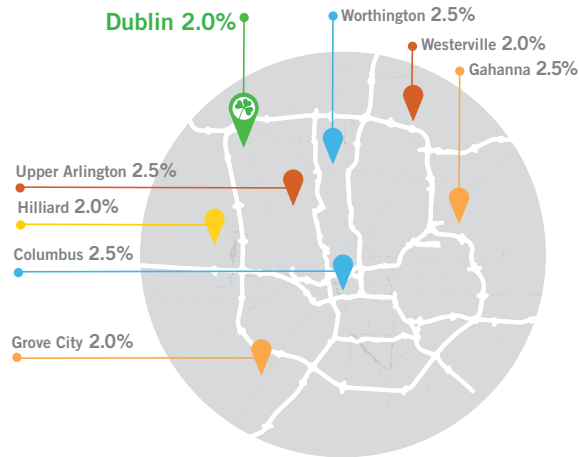 Dublin 2.0%
Worthington 2.5%
Westerville 2.0%
Gahanna 2.5%
Upper Arlington 2.5%
Hilliard 2.0%
Columbus 2.5%
Grove City 2.0%